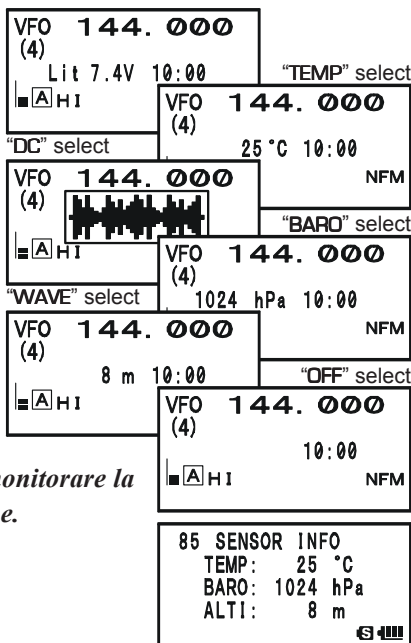 VFO 144.000
(4)
Lit 7.4V 10:00
A HI
"TEMP" select
VFO 144.000
(4)
25 °C 10:00
NFM
"DC" select
VFO 144.000
(4)
A HI
"BARO" select
VFO 144.000
(4)
1024 hPa 10:00
NFM
"WAVE" select
VFO 144.000
(4)
8 m 10:00
A HI
"OFF" select
VFO 144.000
(4)
10:00
A HI NFM
monitorare la
e.
85 SENSOR INFO
TEMP: 25 °C
BARO: 1024 hPa
ALTI: 8 m
S